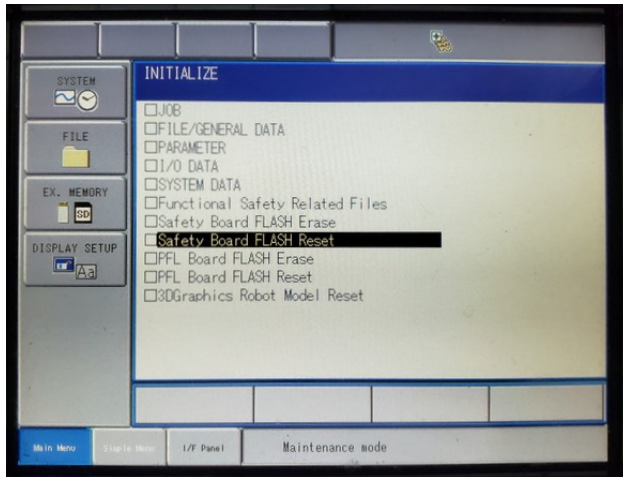 SYSTEM
FILE
EX. MEMORY
SD
DISPLAY SETUP
Aa
INITIALIZE
JOB
FILE/GENERAL DATA
PARAMETER
I/O DATA
SYSTEM DATA
Functional Safety Related Files
Safety Board FLASH Erase
Safety Board FLASH Reset
PFL Board FLASH Erase
PFL Board FLASH Reset
3DGraphics Robot Model Reset
Main Menu
Simple Menu
I/F Panel
Maintenance mode